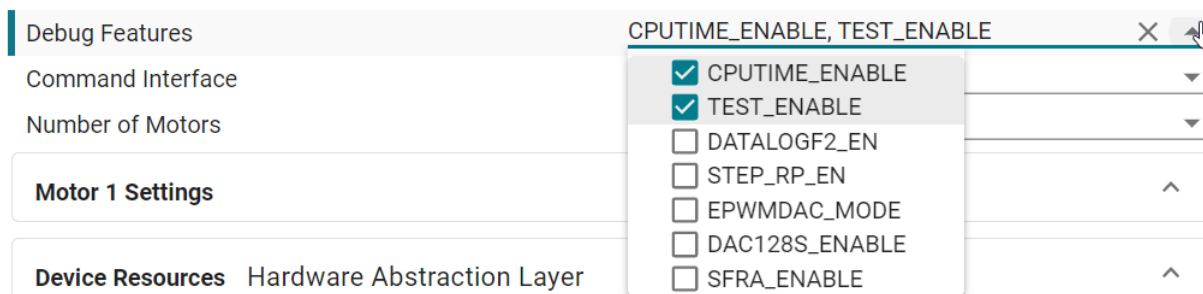 Debug Features CPUTIME_ENABLE, TEST_ENABLE
Command Interface CPUTIME_ENABLE
Number of Motors TEST_ENABLE
DATALOGF2_EN
STEP_RP_EN
Motor 1 Settings
EPWMDAC_MODE
DAC128S_ENABLE
Device Resources Hardware Abstraction Layer SFRA_ENABLE